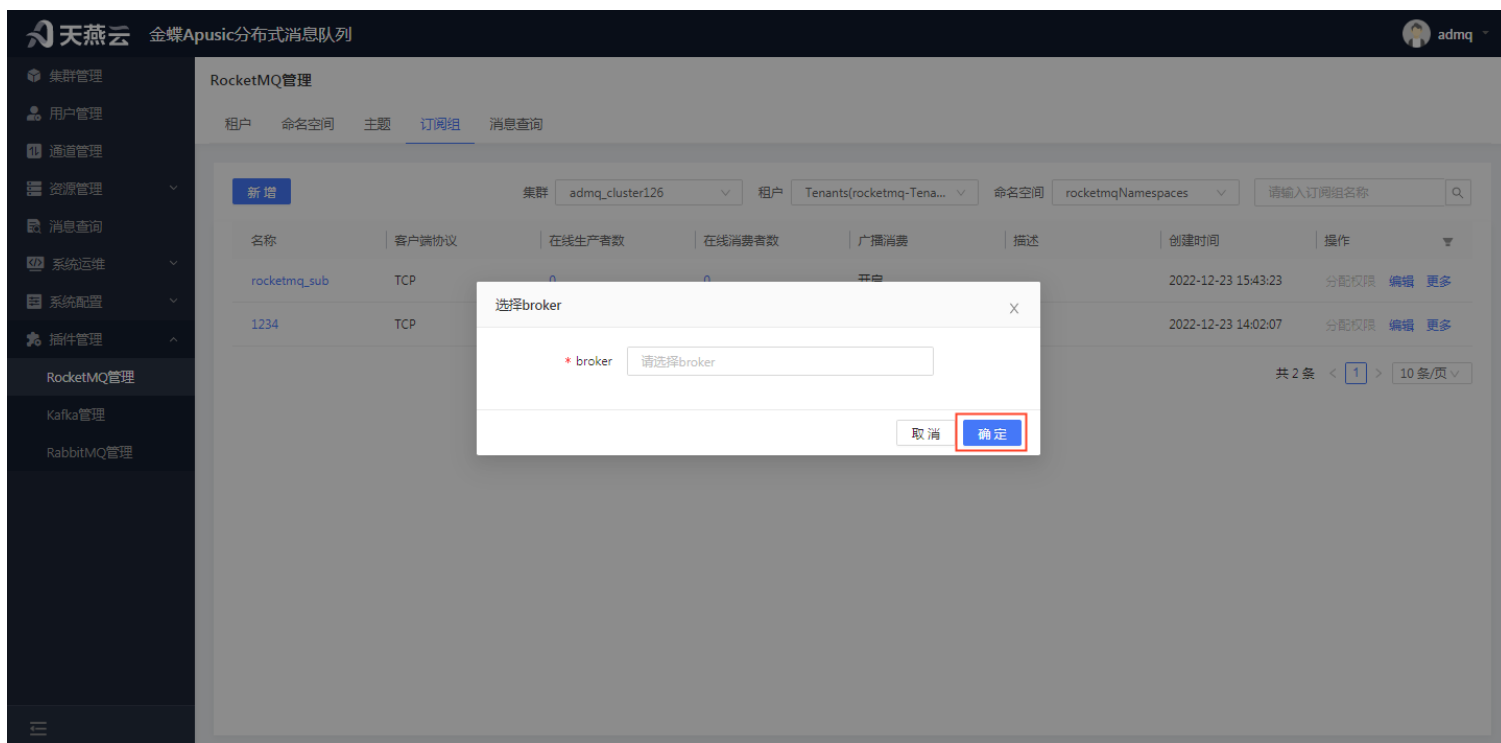 天燕云 金蝶Apusic分布式消息队列 admq
集群管理
用户管理
通道管理
资源管理
消息查询
系统运维
系统配置
插件管理
RocketMQ管理
Kafka管理
RabbitMQ管理
RocketMQ管理
租户 命名空间 主题 订阅组 消息查询
新增 集群 admq_cluster126 租户 Tenants(rocketmq-Tena... 命名空间 rocketmqNamespaces 请输入订阅组名称
名称 客户端协议 在线生产者数 在线消费者数 广播消费 描述 创建时间 操作
rocketmq_sub TCP 0 0 开启 2022-12-23 15:43:23 分配权限 编辑 更多
1234 TCP 2022-12-23 14:02:07 分配权限 编辑 更多
共 2 条 < 1 > 10 条/页
选择broker X
* broker 请选择broker
取消 确定